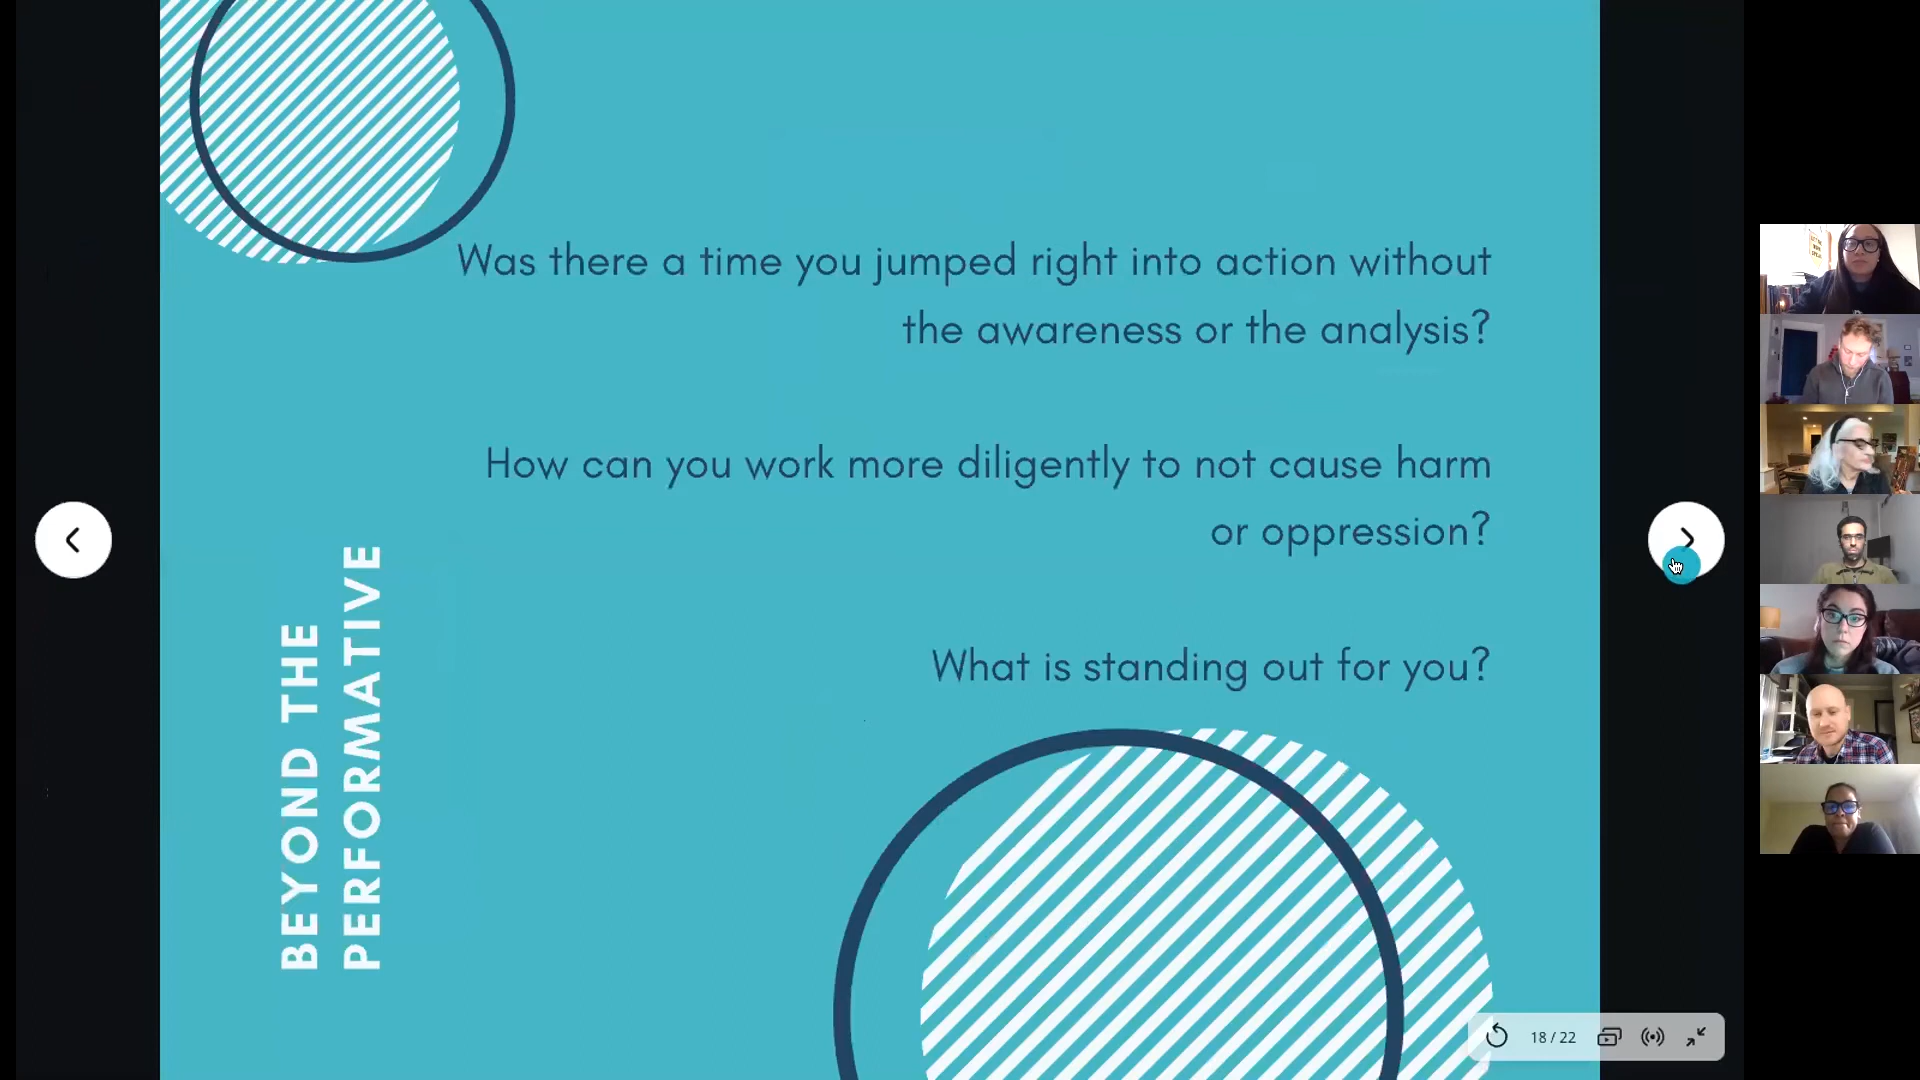 Was there a time you jumped right into action without
the awareness or the analysis?
How can you work more diligently to not cause harm
or oppression?
What is standing out for you?
BEYOND THE
PERFORMATIVE
18 / 22